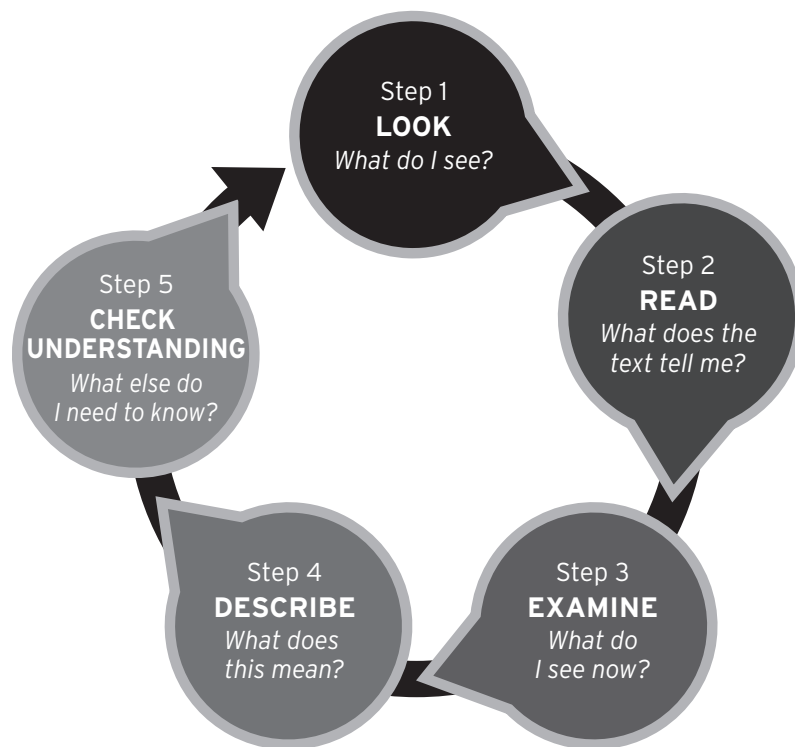 Step 1
LOOK
What do I see?
Step 2
READ
What does the
text tell me?
Step 3
EXAMINE
What do
I see now?
Step 4
DESCRIBE
What does
this mean?
Step 5
CHECK
UNDERSTANDING
What else do
I need to know?